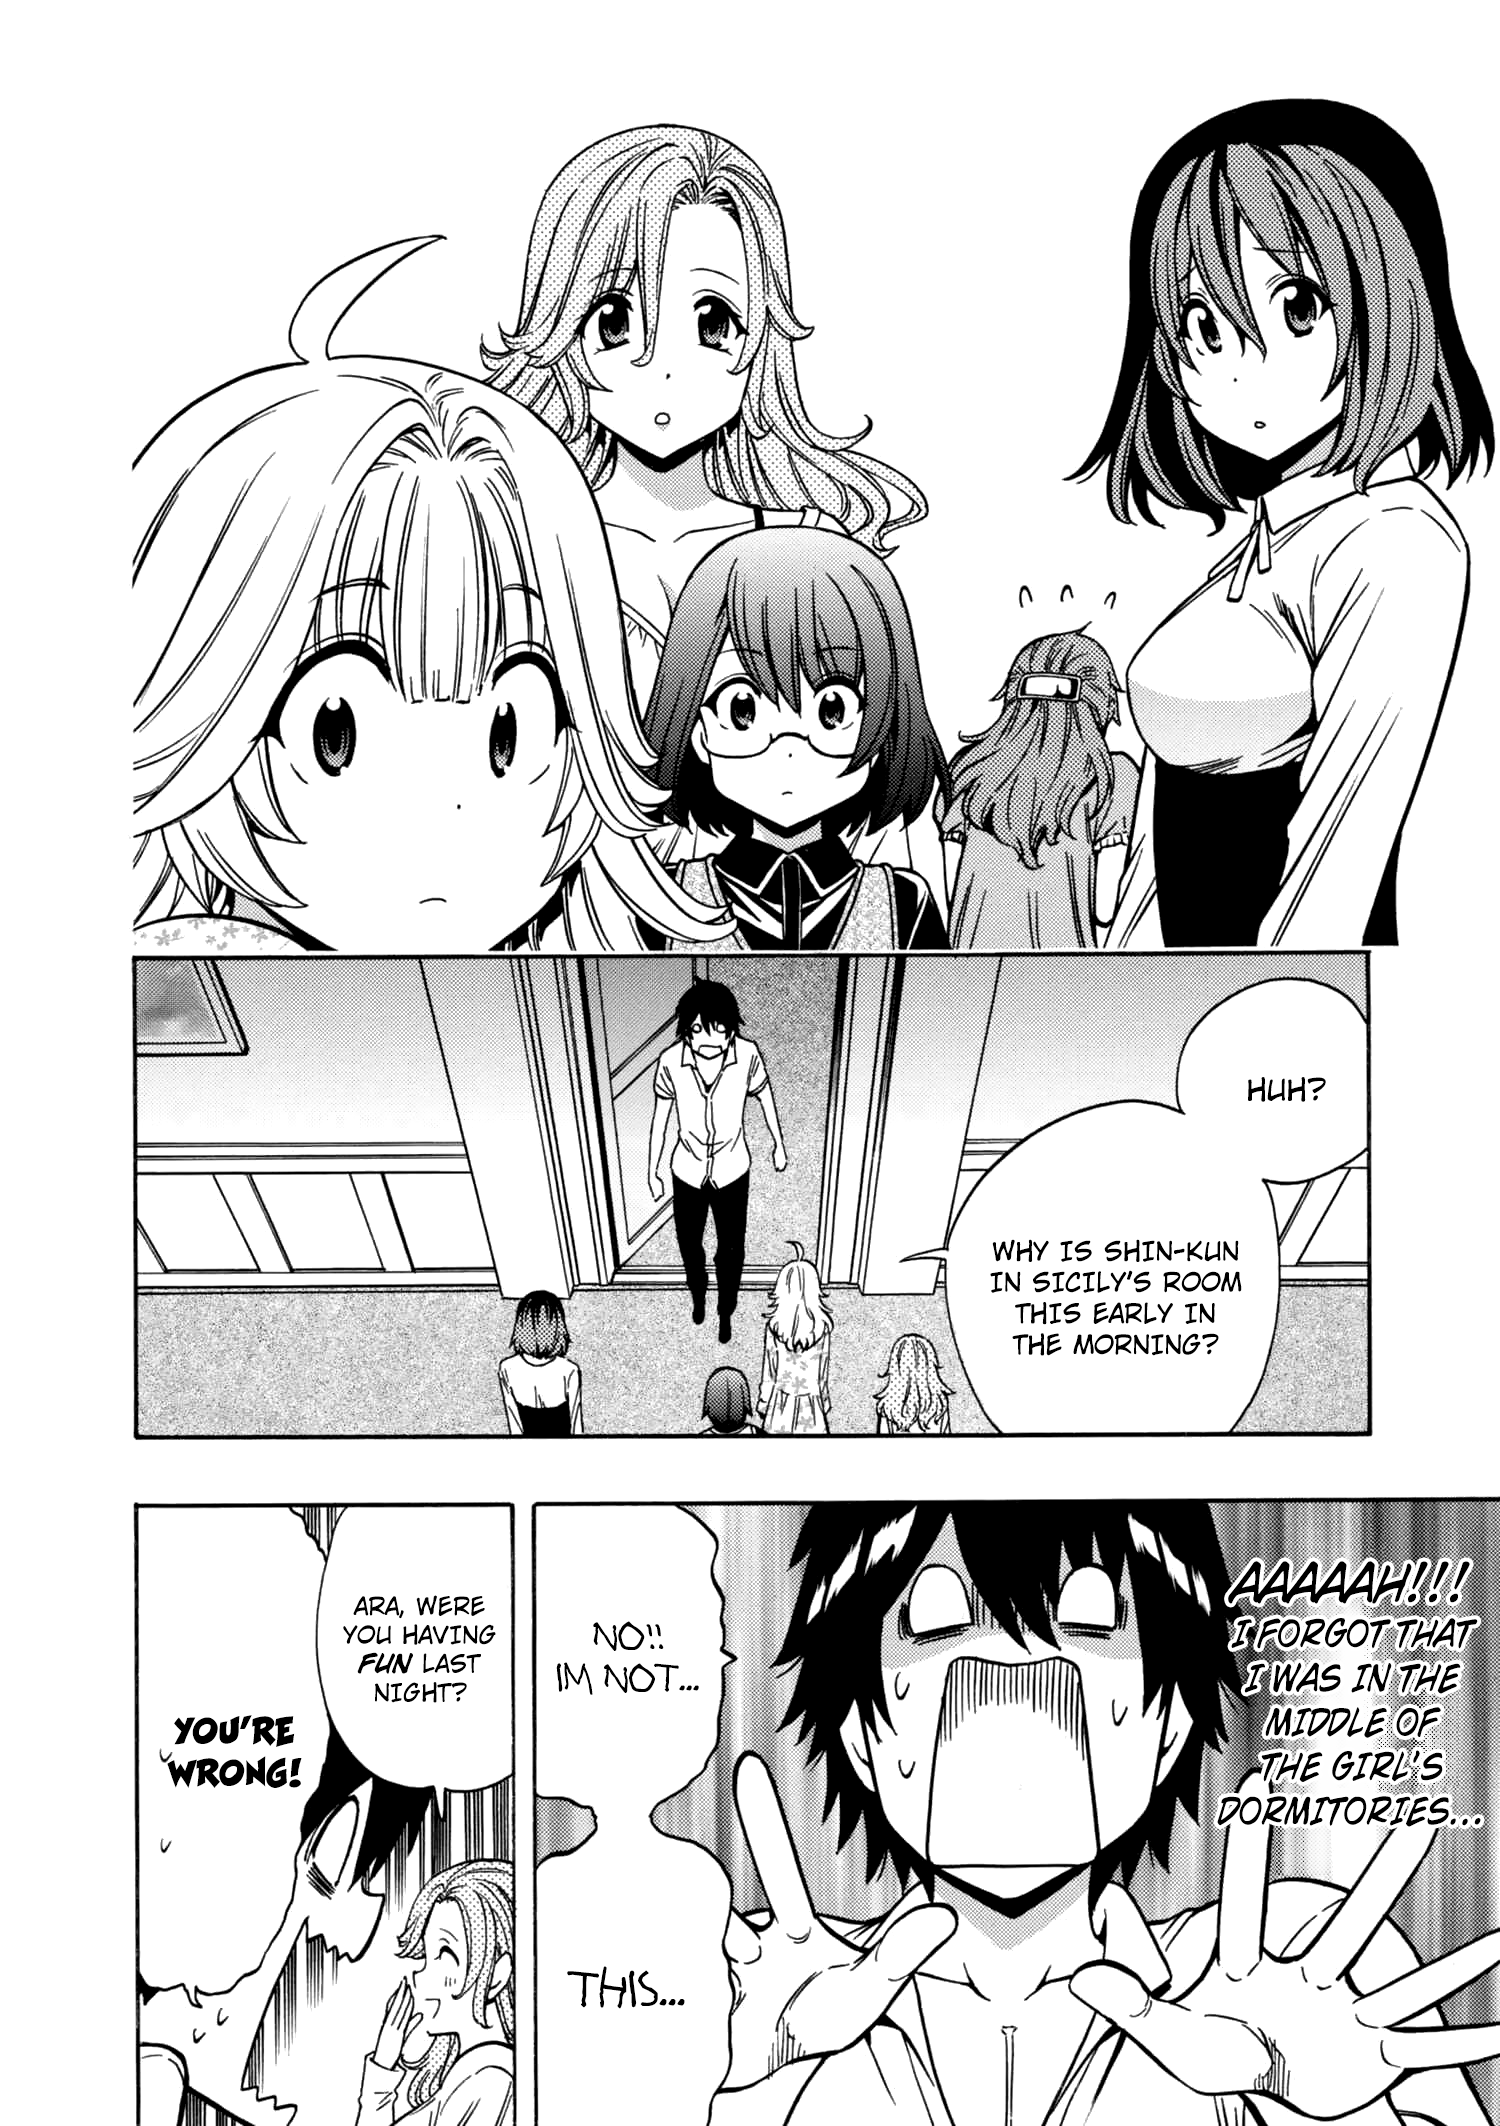 HUH?
WHY IS SHIN-KUN
IN SICILY'S ROOM
THIS EARLY IN
THE MORNING?
AAAAAH!!!
I FORGOT THAT
I WAS IN THE
MIDDLE OF
THE GIRL'S
DORMITORIES...
NO!!
IM NOT...
THIS...
ARA, WERE
YOU HAVING
FUN LAST
NIGHT?
YOU'RE
WRONG!